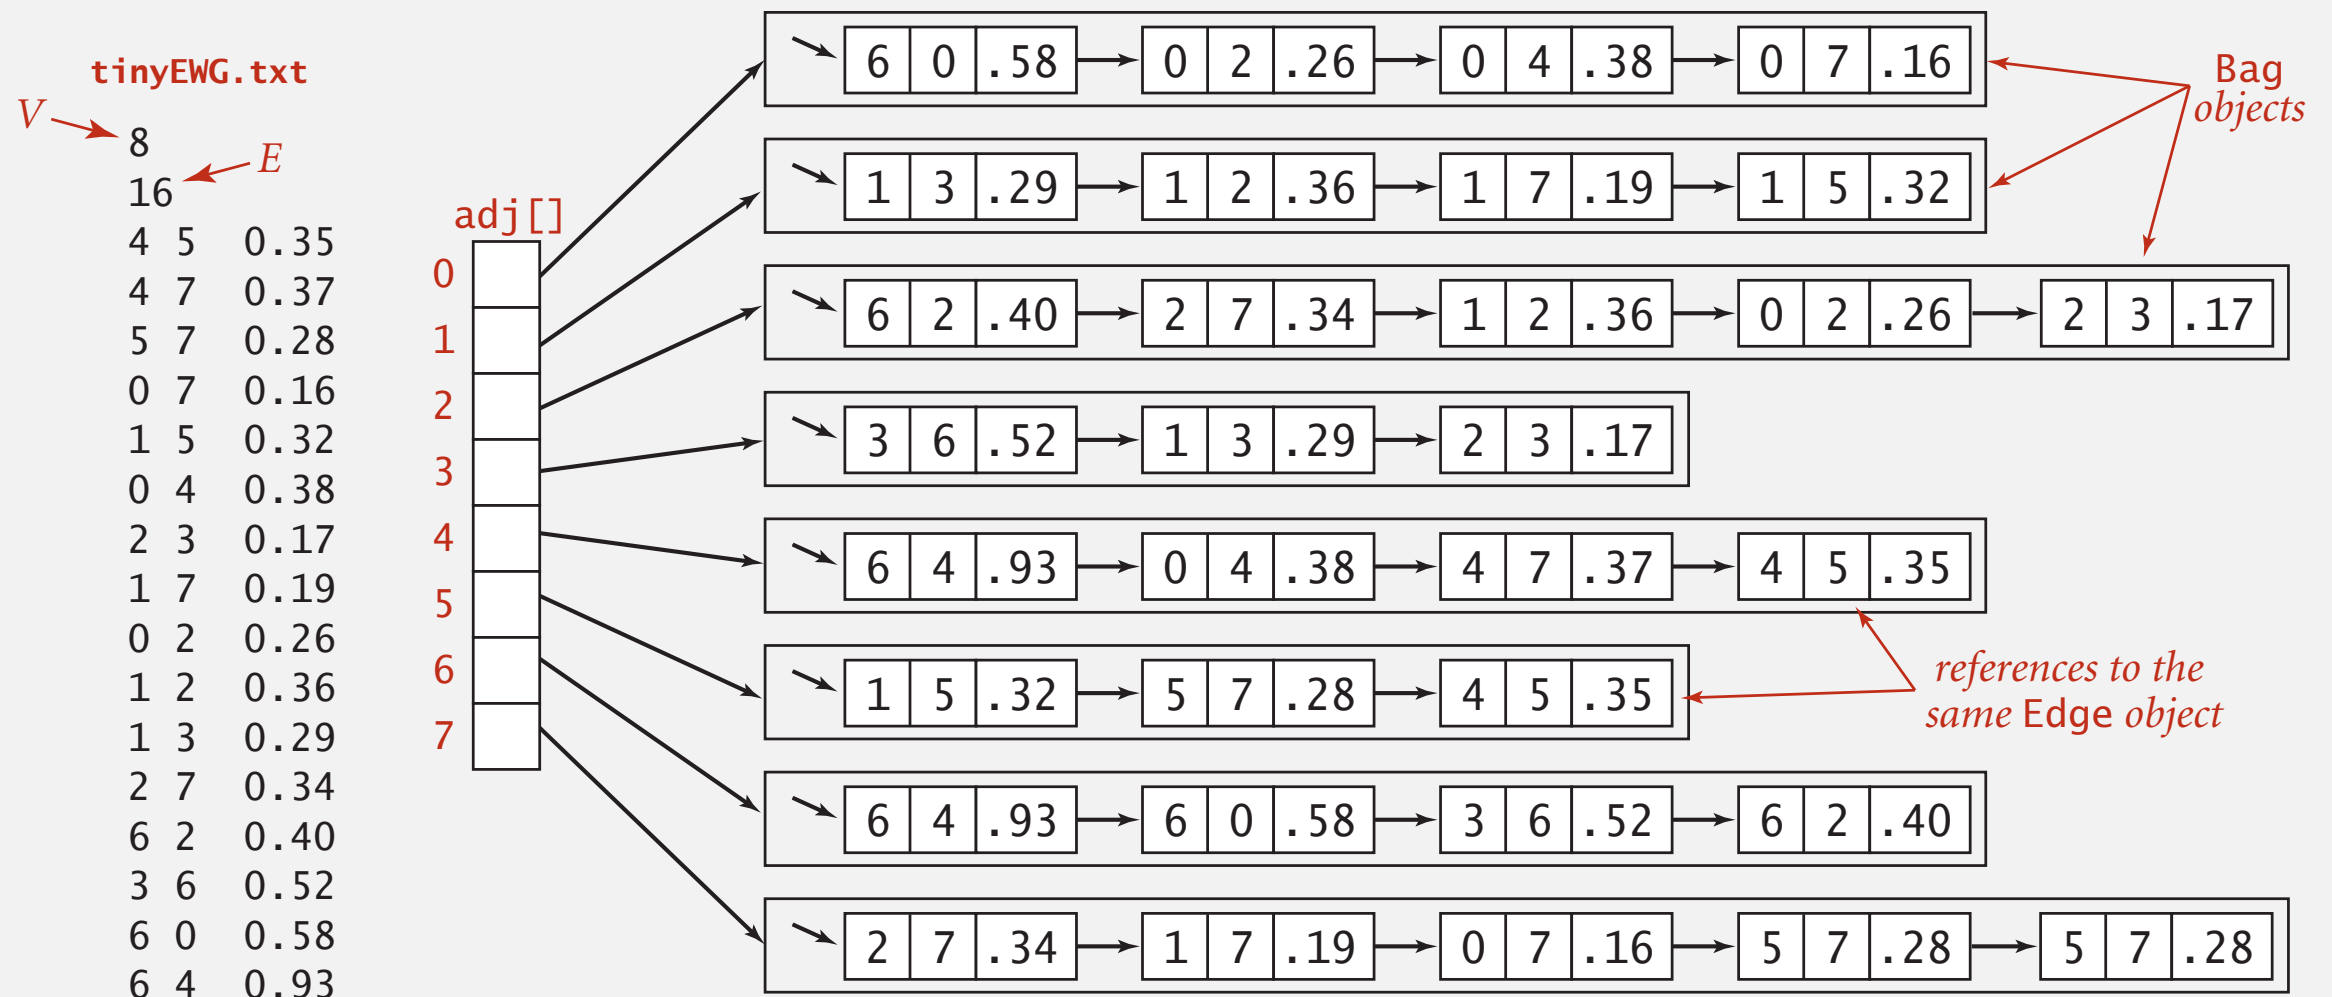 tinyEWG.txt
V
8
E
16
4 5 0.35
4 7 0.37
5 7 0.28
0 7 0.16
1 5 0.32
0 4 0.38
2 3 0.17
1 7 0.19
0 2 0.26
1 2 0.36
1 3 0.29
2 7 0.34
6 2 0.40
3 6 0.52
6 0 0.58
6 4 0.93
adj[]
0
1
2
3
4
5
6
7
6 0 .58 0 2 .26 0 4 .38 0 7 .16
1 3 .29 1 2 .36 1 7 .19 1 5 .32
6 2 .40 2 7 .34 1 2 .36 0 2 .26 2 3 .17
3 6 .52 1 3 .29 2 3 .17
6 4 .93 0 4 .38 4 7 .37 4 5 .35
1 5 .32 5 7 .28 4 5 .35
6 4 .93 6 0 .58 3 6 .52 6 2 .40
2 7 .34 1 7 .19 0 7 .16 5 7 .28 5 7 .28
Bag
objects
references to the
same Edge object